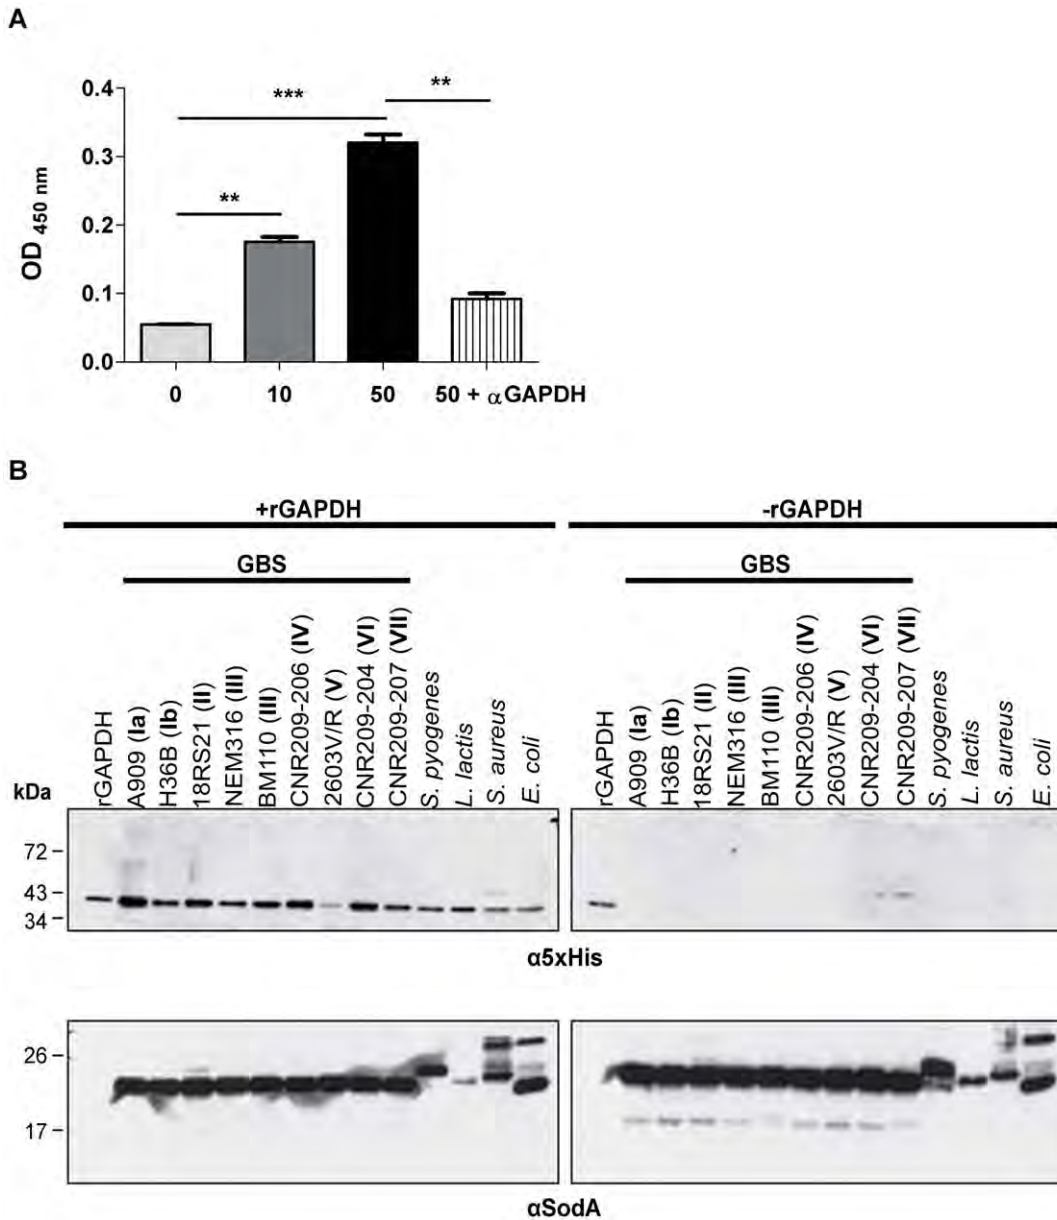 A
0.4
0.3
0.2
0.1
0.0
OD 450 nm
**
***
**
0 10 50 50 + αGAPDH
B
+rGAPDH -rGAPDH
GBS GBS
rGAPDH
A909 (Ia)
H36B (Ib)
18RS21 (II)
NEM316 (III)
BM110 (III)
CNR209-206 (IV)
2603V/R (V)
CNR209-204 (VI)
CNR209-207 (VII)
S. pyogenes
L. lactis
S. aureus
E. coli
rGAPDH
A909 (Ia)
H36B (Ib)
18RS21 (II)
NEM316 (III)
BM110 (III)
CNR209-206 (IV)
2603V/R (V)
CNR209-204 (VI)
CNR209-207 (VII)
S. pyogenes
L. lactis
S. aureus
E. coli
kDa
72
43
34
α5xHis
26
17
αSodA